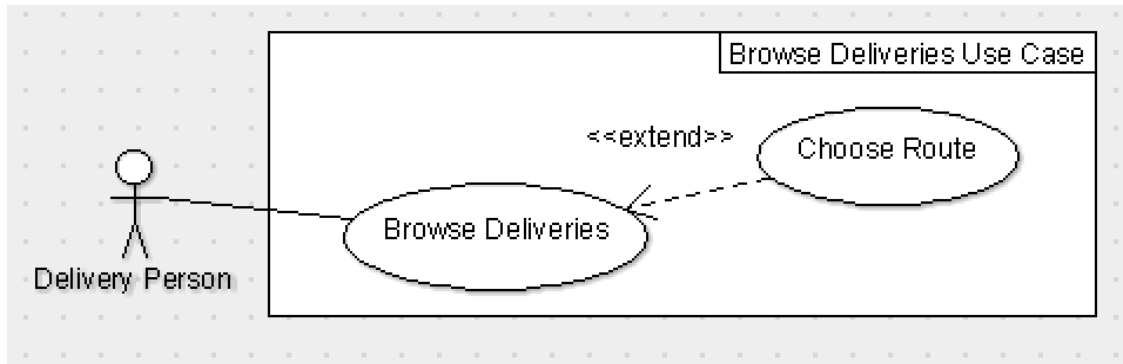 Browse Deliveries Use Case
<<extend>>
Choose Route
Browse Deliveries
Delivery Person